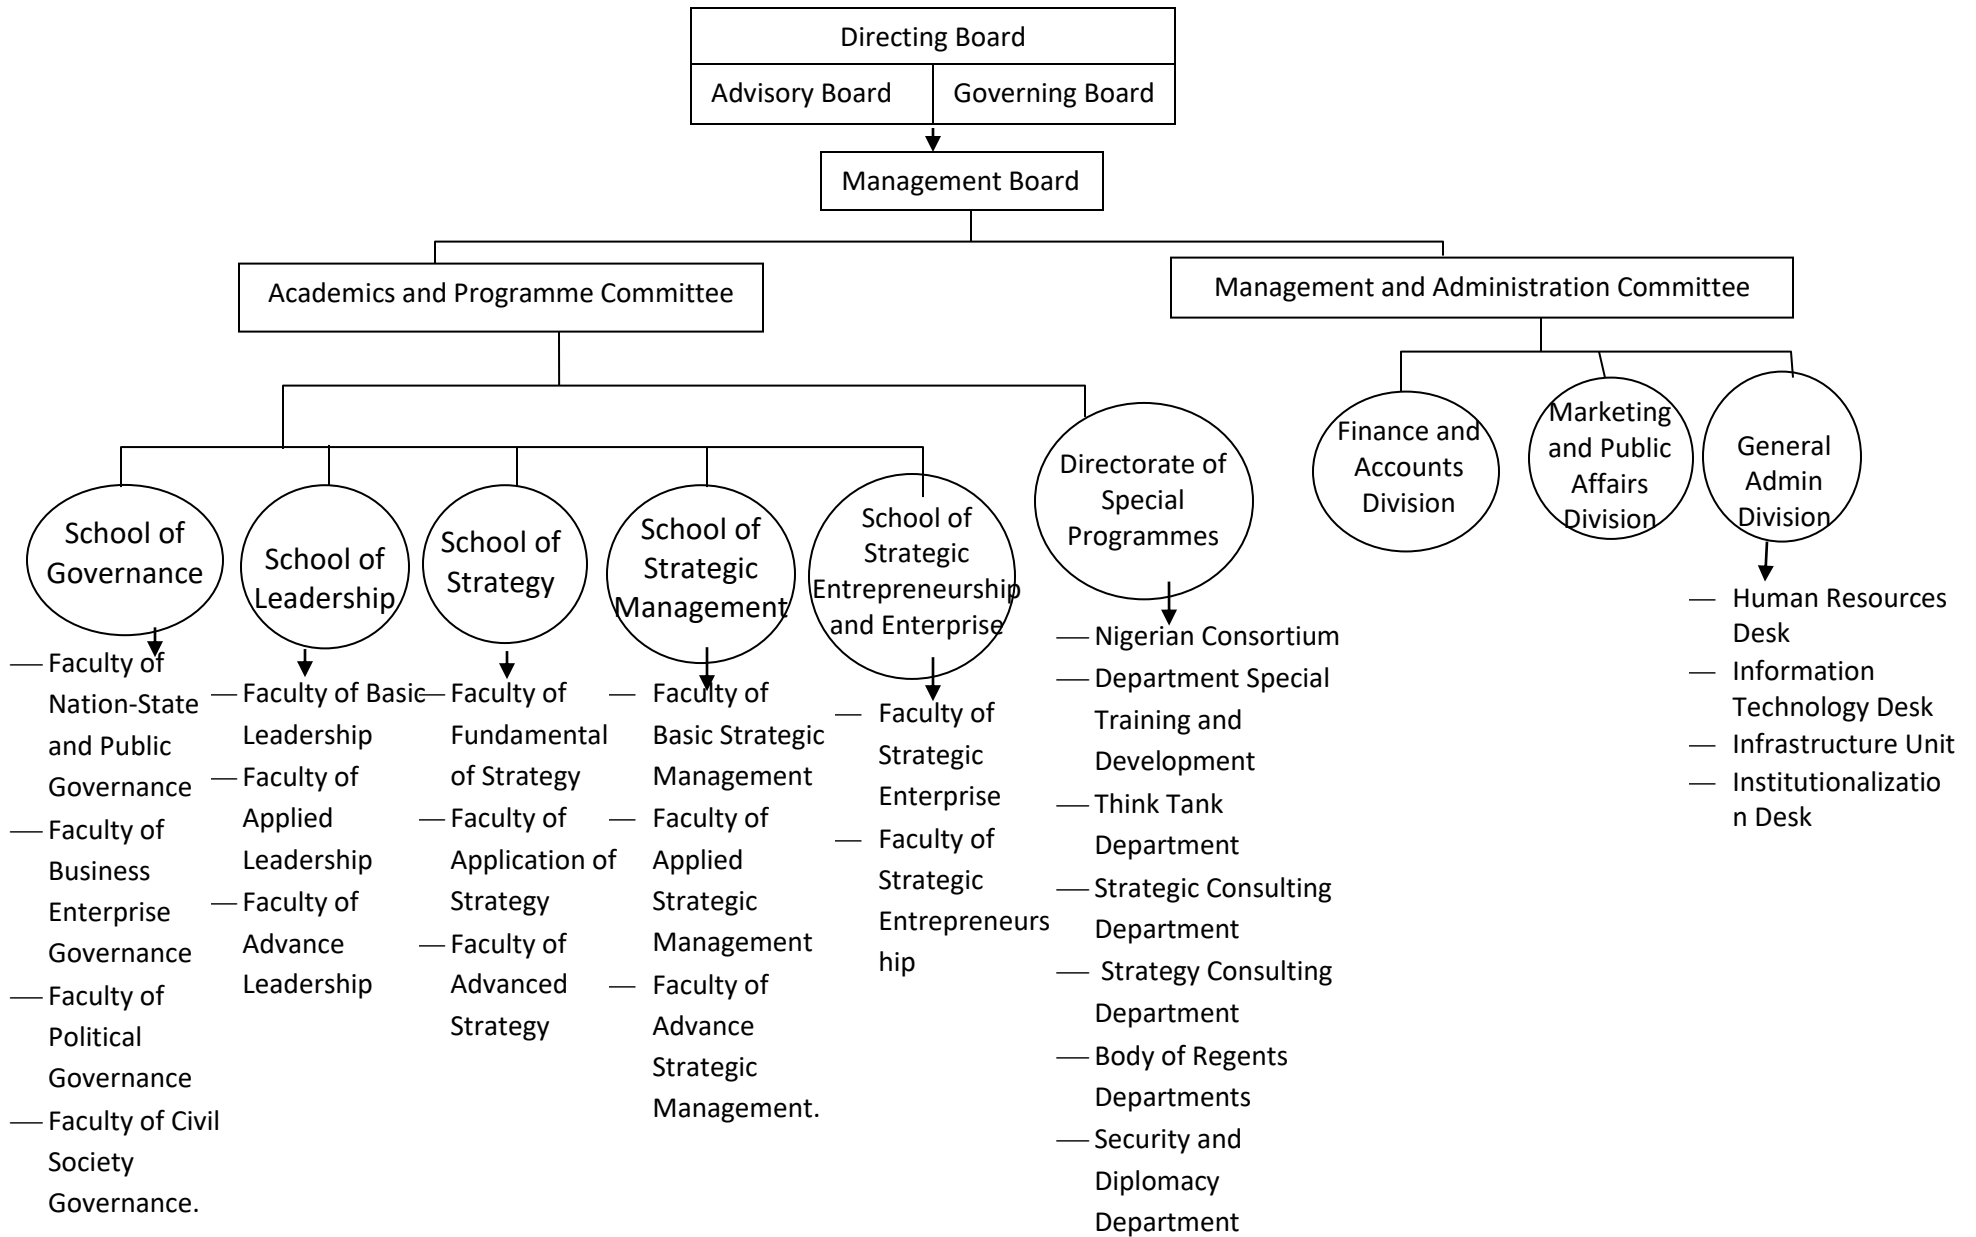 Directing Board
Advisory Board
Governing Board
Management Board
Academics and Programme Committee
Management and Administration Committee
School of
Governance
— Faculty of
Nation-State
and Public
Governance
— Faculty of
Business
Enterprise
Governance
— Faculty of
Political
Governance
— Faculty of Civil
Society
Governance.
School of
Leadership
— Faculty of Basic
Leadership
— Faculty of
Applied
Leadership
— Faculty of
Advance
Leadership
School of
Strategy
— Faculty of
Fundamental
of Strategy
— Faculty of
Application of
Strategy
— Faculty of
Advanced
Strategy
School of
Strategic
Management
— Faculty of
Basic Strategic
Management
— Faculty of
Applied
Strategic
Management
— Faculty of
Advance
Strategic
Management.
School of
Strategic
Entrepreneurship
and Enterprise
— Faculty of
Strategic
Enterprise
— Faculty of
Strategic
Entrepreneurs
hip
Directorate of
Special
Programmes
— Nigerian Consortium
— Department Special
Training and
Development
— Think Tank
Department
— Strategic Consulting
Department
— Strategy Consulting
Department
— Body of Regents
Departments
— Security and
Diplomacy
Department
Finance and
Accounts
Division
Marketing
and Public
Affairs
Division
General
Admin
Division
— Human Resources
Desk
— Information
Technology Desk
— Infrastructure Unit
— Institutionalizatio
n Desk